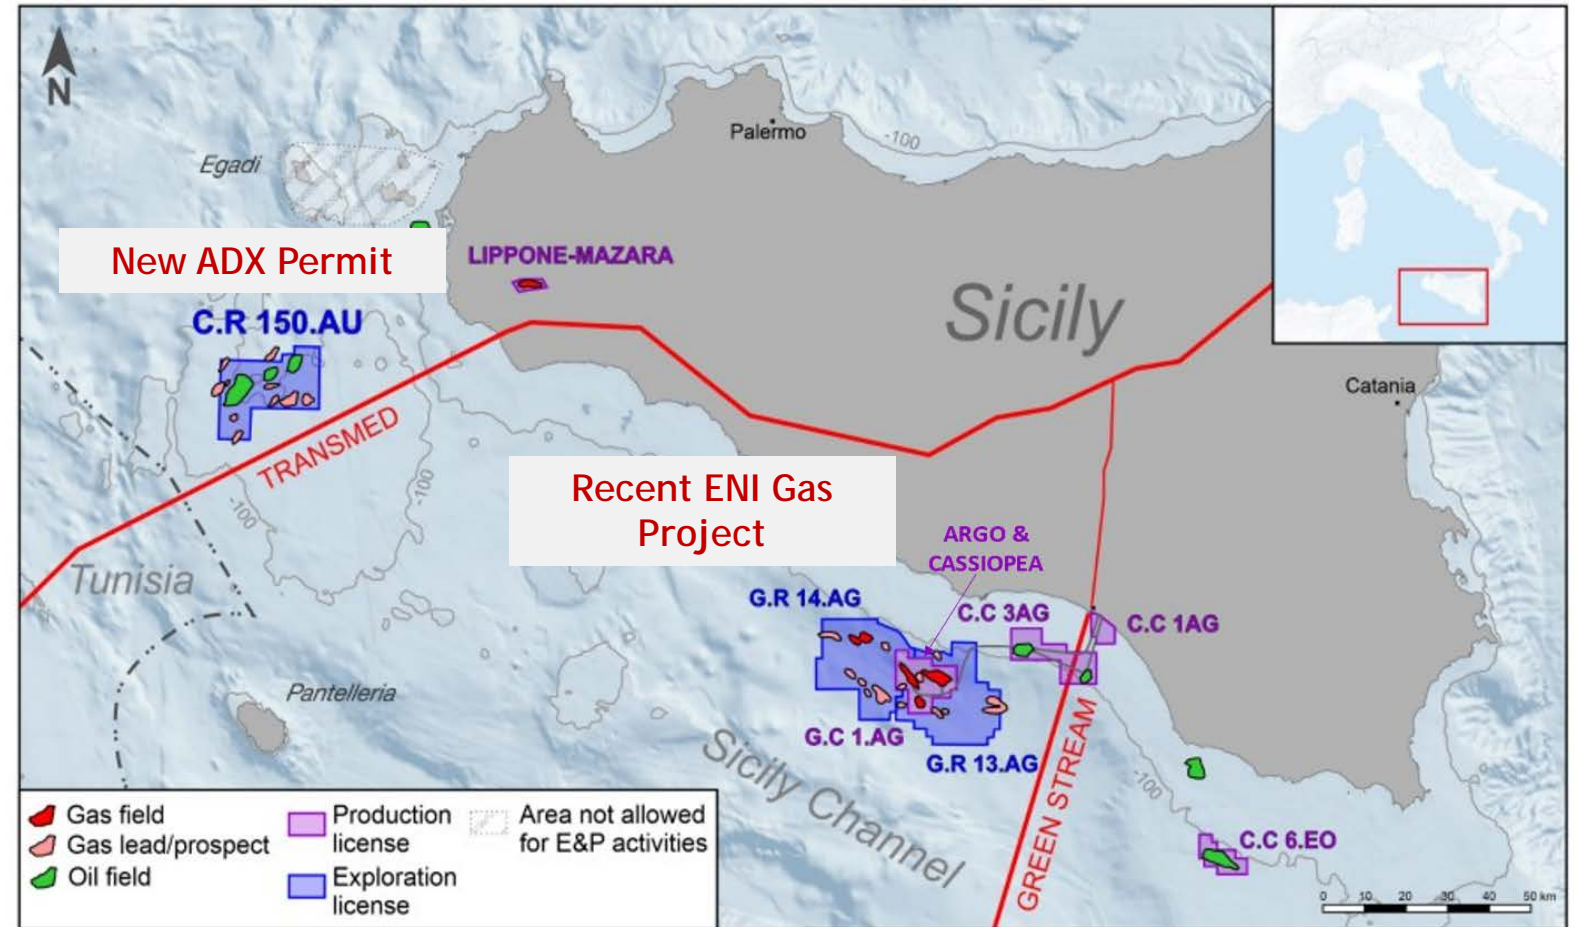 N
Palermo
-100
Egadi
New ADX Permit
LIPPONE-MAZARA
C.R 150.AU
Sicily
Catania
TRANSMED
-100
-100
Recent ENI Gas
Project
ARGO &
CASSIOPEA
Tunisia
G.R 14.AG
C.C 3AG
C.C 1AG
Pantelleria
G.C 1.AG
G.R 13.AG
Sicily Channel
GREEN STREAM
-100
C.C 6.EO
Gas field
Gas lead/prospect
Oil field
Production
license
Exploration
license
Area not allowed
for E&P activities
0 10 20 30 40 50 km